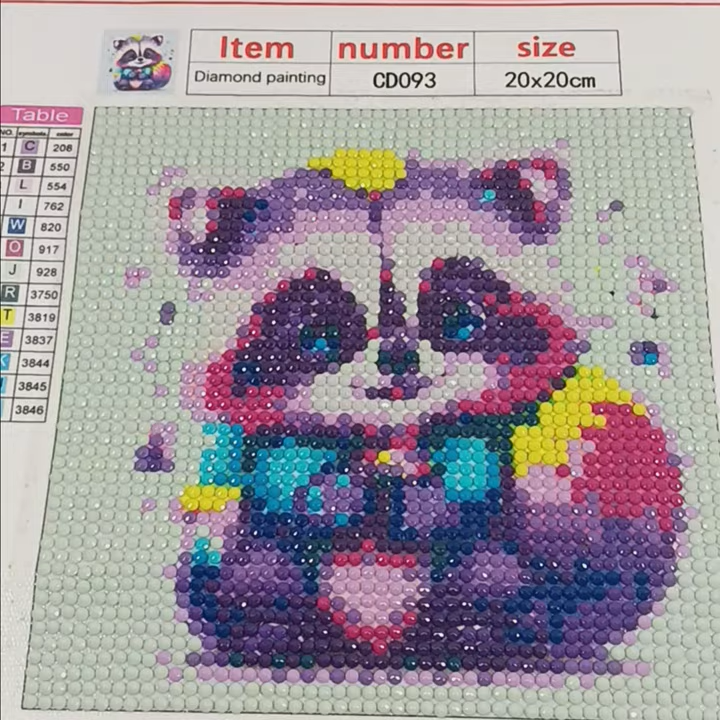 Item number size
Diamond painting CD093 20x20cm
Table
NO. symbols color
1 C 208
2 B 550
L 554
I 762
W 820
O 917
J 928
R 3750
T 3819
E 3837
K 3844
3845
3846